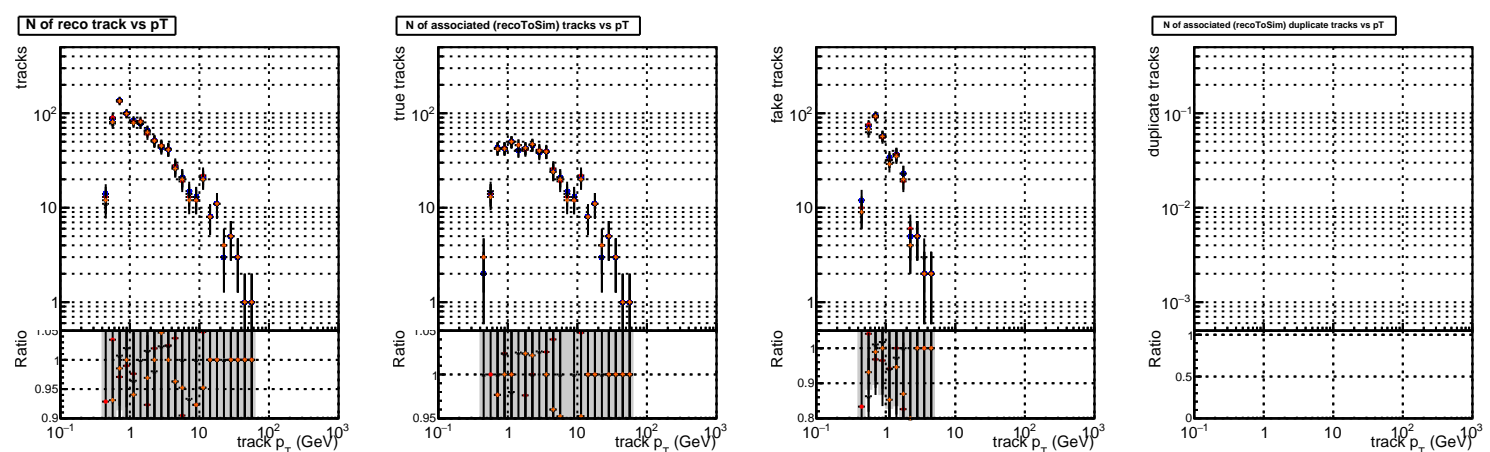 N of reco track vs pT
tracks
10²
10
1
Ratio
1.05
1
0.95
0.9
10⁻¹ 1 10 10² 10³
track p_T (GeV)
N of associated (recoToSim) tracks vs pT
true tracks
10²
10
1
Ratio
1.05
1
0.95
10⁻¹ 1 10 10² 10³
track p_T (GeV)
fake tracks
10²
10
1
Ratio
1
0.9
0.8
10⁻¹ 1 10 10² 10³
track p_T (GeV)
N of associated (recoToSim) duplicate tracks vs pT
duplicate tracks
10⁻¹
10⁻²
10⁻³
Ratio
1
0.5
0
10⁻¹ 1 10 10² 10³
track p_T (GeV)